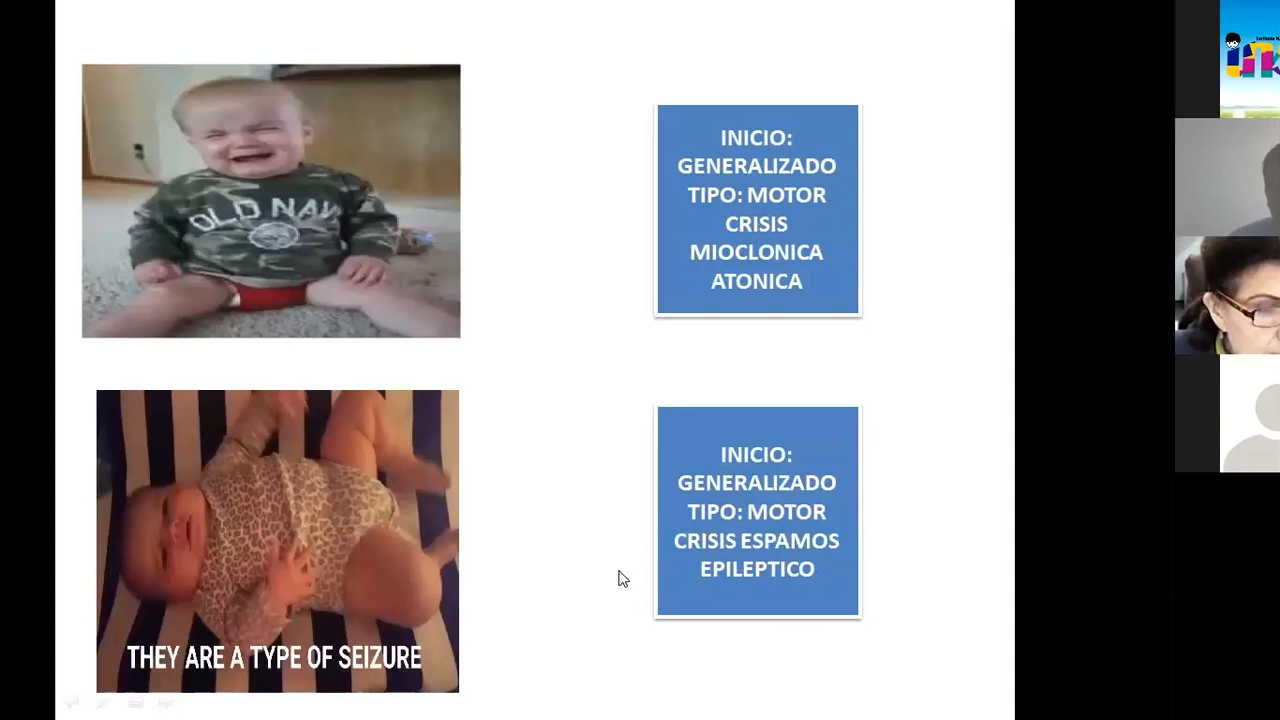 OLD NAV
INICIO:
GENERALIZADO
TIPO: MOTOR
CRISIS
MIOCLONICA
ATONICA
INICIO:
GENERALIZADO
TIPO: MOTOR
CRISIS ESPAMOS
EPILEPTICO
THEY ARE A TYPE OF SEIZURE